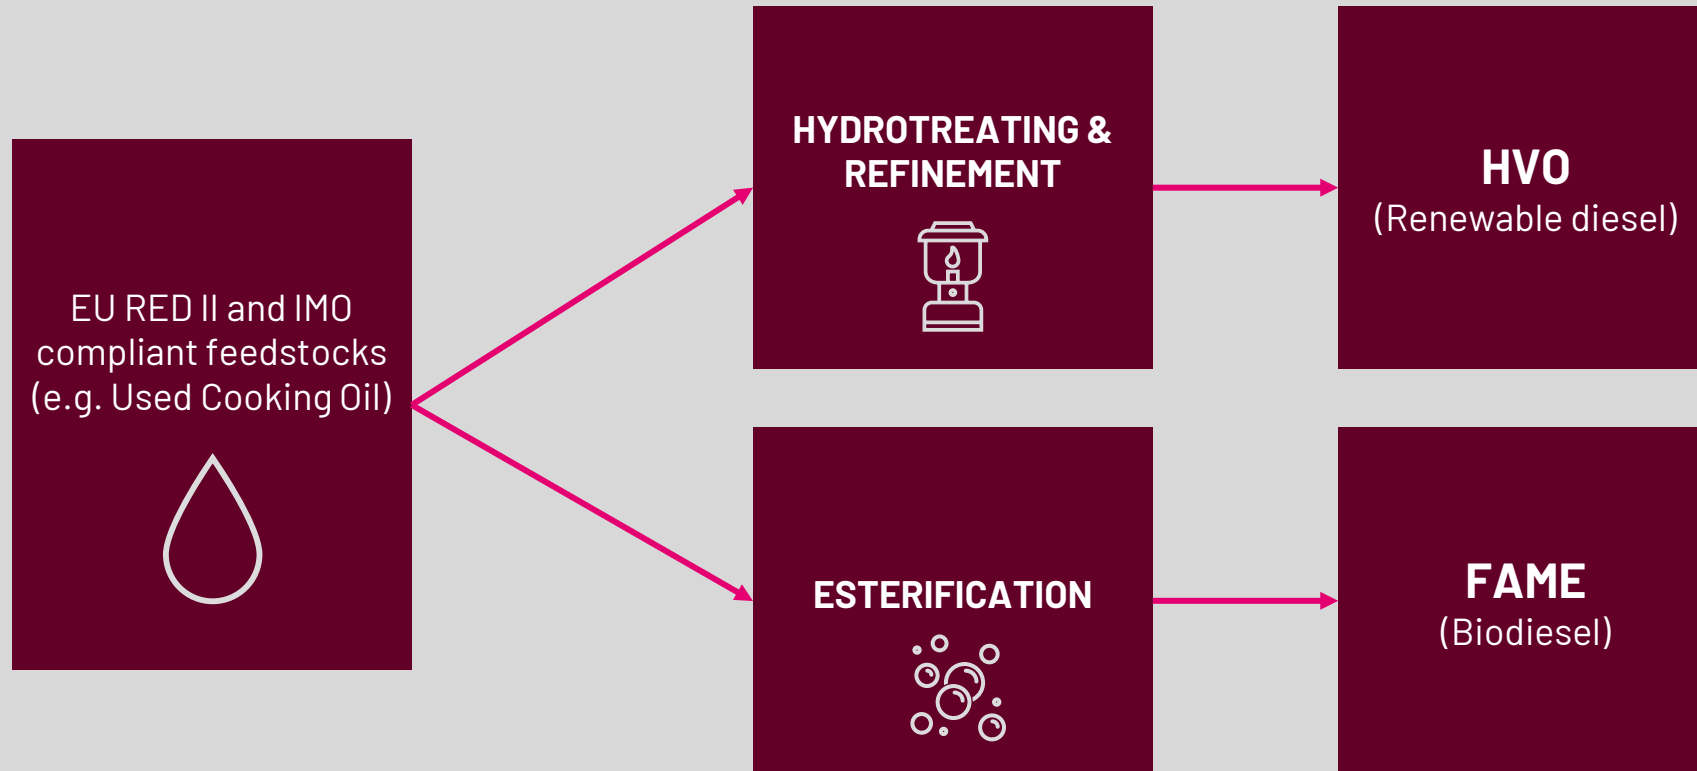 EU RED II and IMO
compliant feedstocks
(e.g. Used Cooking Oil)
HYDROTREATING &
REFINEMENT
HVO
(Renewable diesel)
ESTERIFICATION
FAME
(Biodiesel)